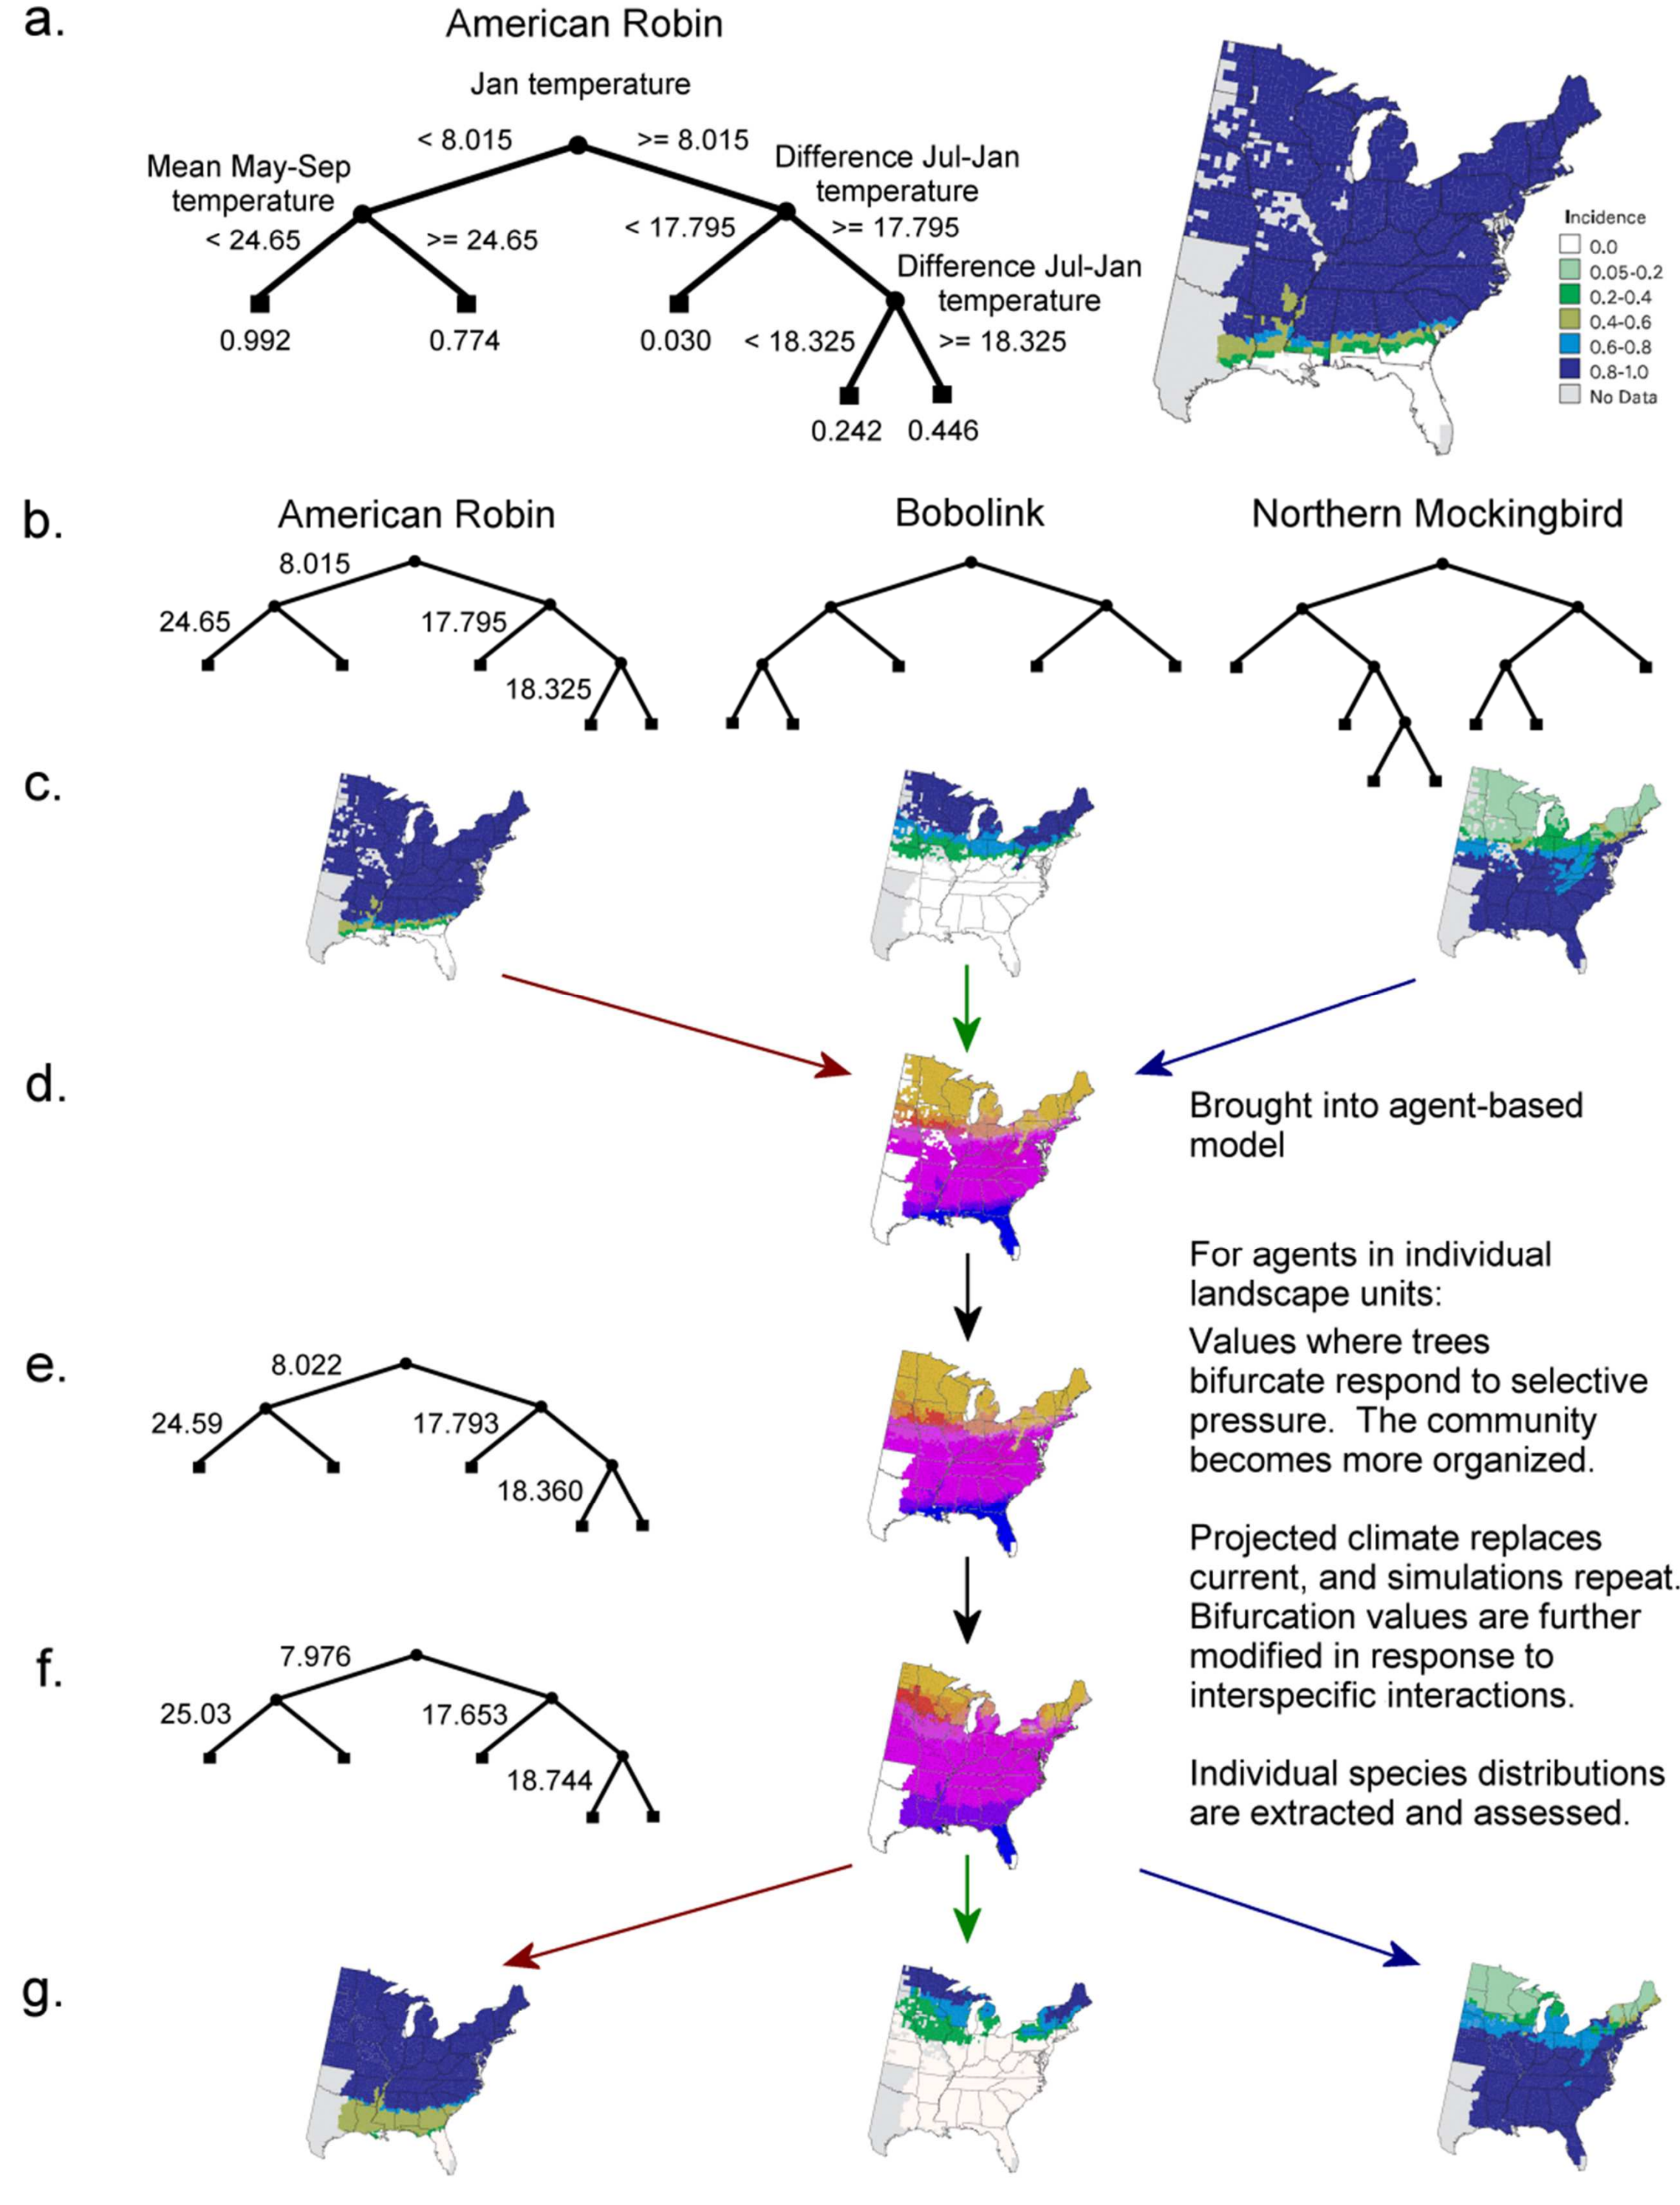 a.
American Robin
Jan temperature
< 8.015
>= 8.015
Mean May-Sep
temperature
Difference Jul-Jan
temperature
< 24.65
>= 24.65
< 17.795
>= 17.795
Difference Jul-Jan
temperature
0.992
0.774
0.030
< 18.325
>= 18.325
0.242
0.446
Incidence
0.0
0.05-0.2
0.2-0.4
0.4-0.6
0.6-0.8
0.8-1.0
No Data
b.
American Robin
Bobolink
Northern Mockingbird
8.015
24.65
17.795
18.325
c.
d.
Brought into agent-based
model
For agents in individual
landscape units:
Values where trees
bifurcate respond to selective
pressure. The community
becomes more organized.
e.
8.022
24.59
17.793
18.360
Projected climate replaces
current, and simulations repeat.
Bifurcation values are further
modified in response to
interspecific interactions.
f.
7.976
25.03
17.653
18.744
Individual species distributions
are extracted and assessed.
g.